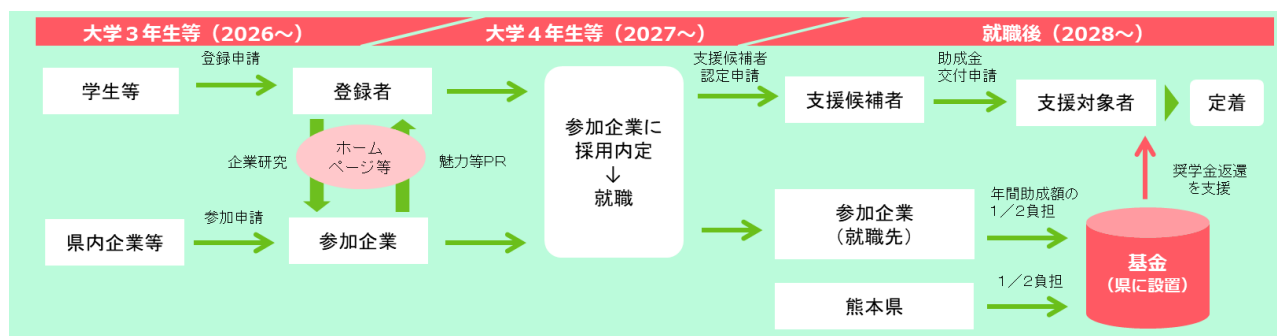 大学３年生等（2026～）
大学４年生等（2027～）
就職後（2028～）
学生等
登録申請
登録者
企業研究
ホーム
ページ等
魅力等PR
県内企業等
参加申請
参加企業
参加企業に
採用内定
↓
就職
支援候補者
認定申請
支援候補者
助成金
交付申請
支援対象者
定着
奨学金返還
を支援
参加企業
（就職先）
年間助成額の
１／２負担
熊本県
１／２負担
基金
（県に設置）